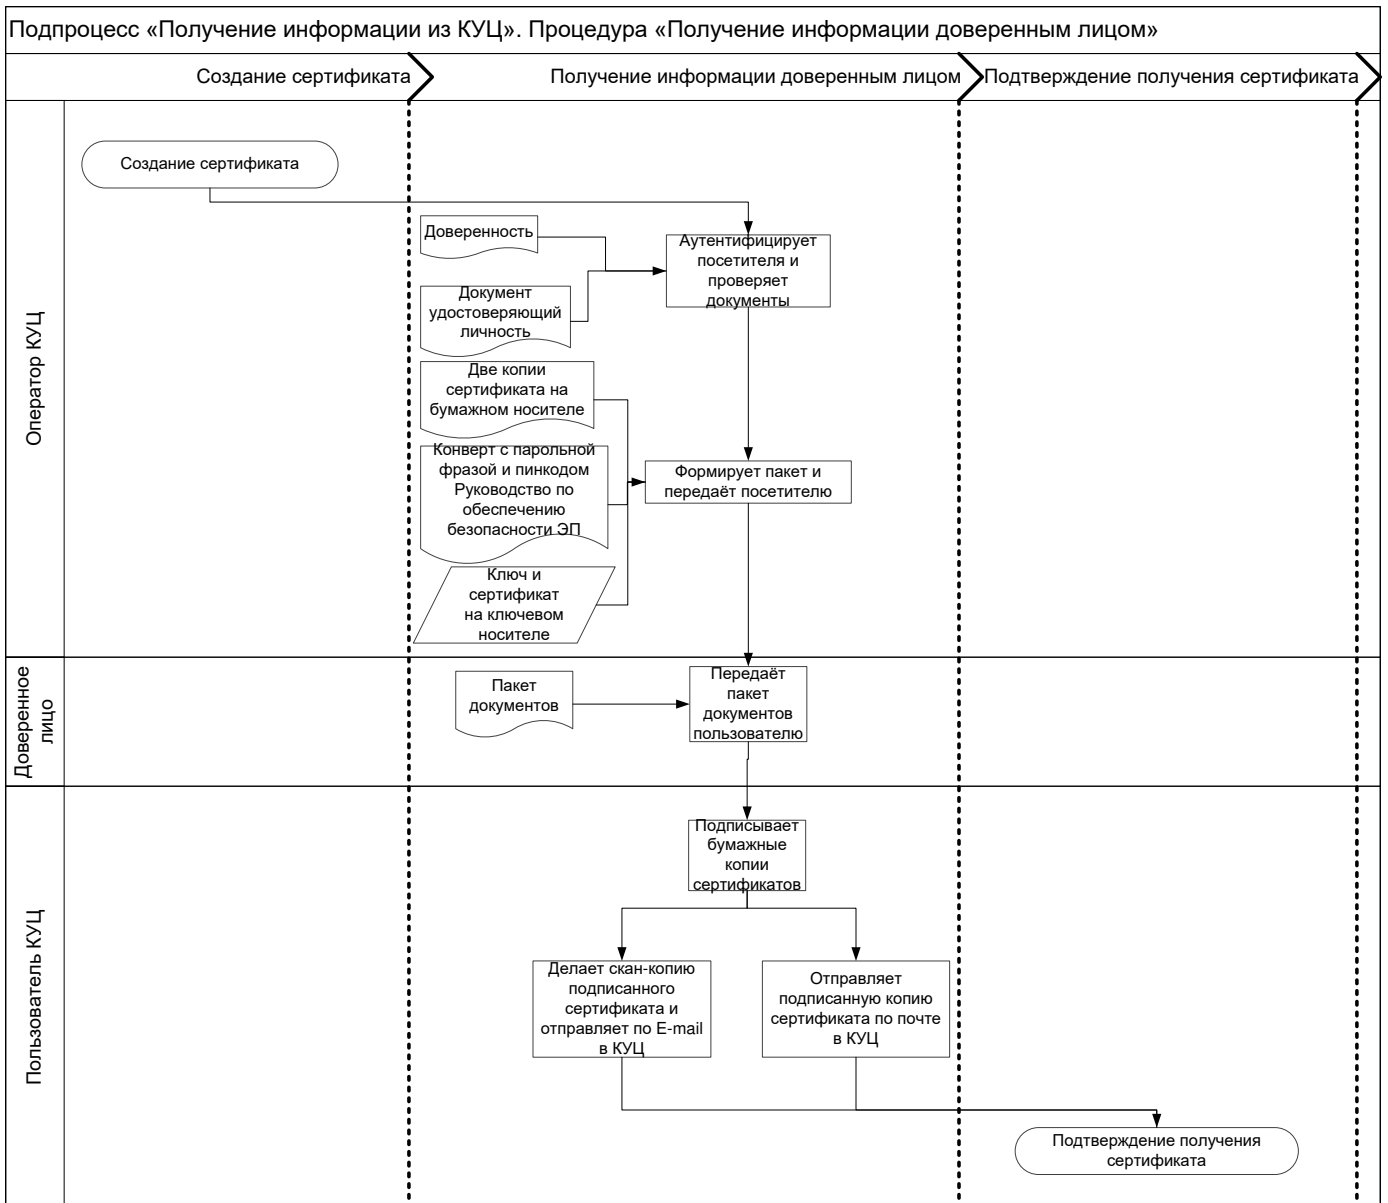 Подпроцесс «Получение информации из КУЦ». Процедура «Получение информации доверенным лицом»
Создание сертификата
Получение информации доверенным лицом
Подтверждение получения сертификата
Оператор КУЦ
Создание сертификата
Доверенность
Аутентифицирует
посетителя и
проверяет
документы
Документ
удостоверяющий
личность
Две копии
сертификата на
бумажном носителе
Конверт с парольной
фразой и пинкодом
Руководство по
обеспечению
безопасности ЭП
Формирует пакет и
передаёт посетителю
Ключ и
сертификат
на ключевом
носителе
Доверенное
лицо
Пакет
документов
Передаёт
пакет
документов
пользователю
Пользователь КУЦ
Подписывает
бумажные
копии
сертификатов
Делает скан-копию
подписанного
сертификата и
отправляет по E-mail
в КУЦ
Отправляет
подписанную копию
сертификата по почте
в КУЦ
Подтверждение получения
сертификата